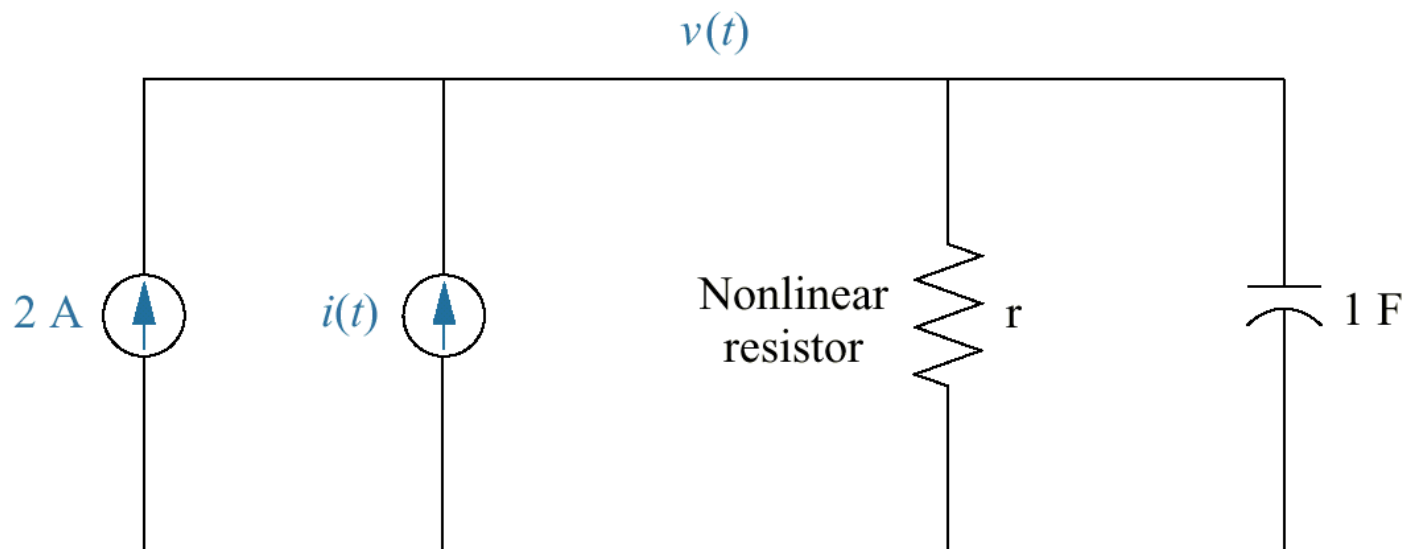 v(t)
2 A
i(t)
Nonlinear
resistor
r
1 F